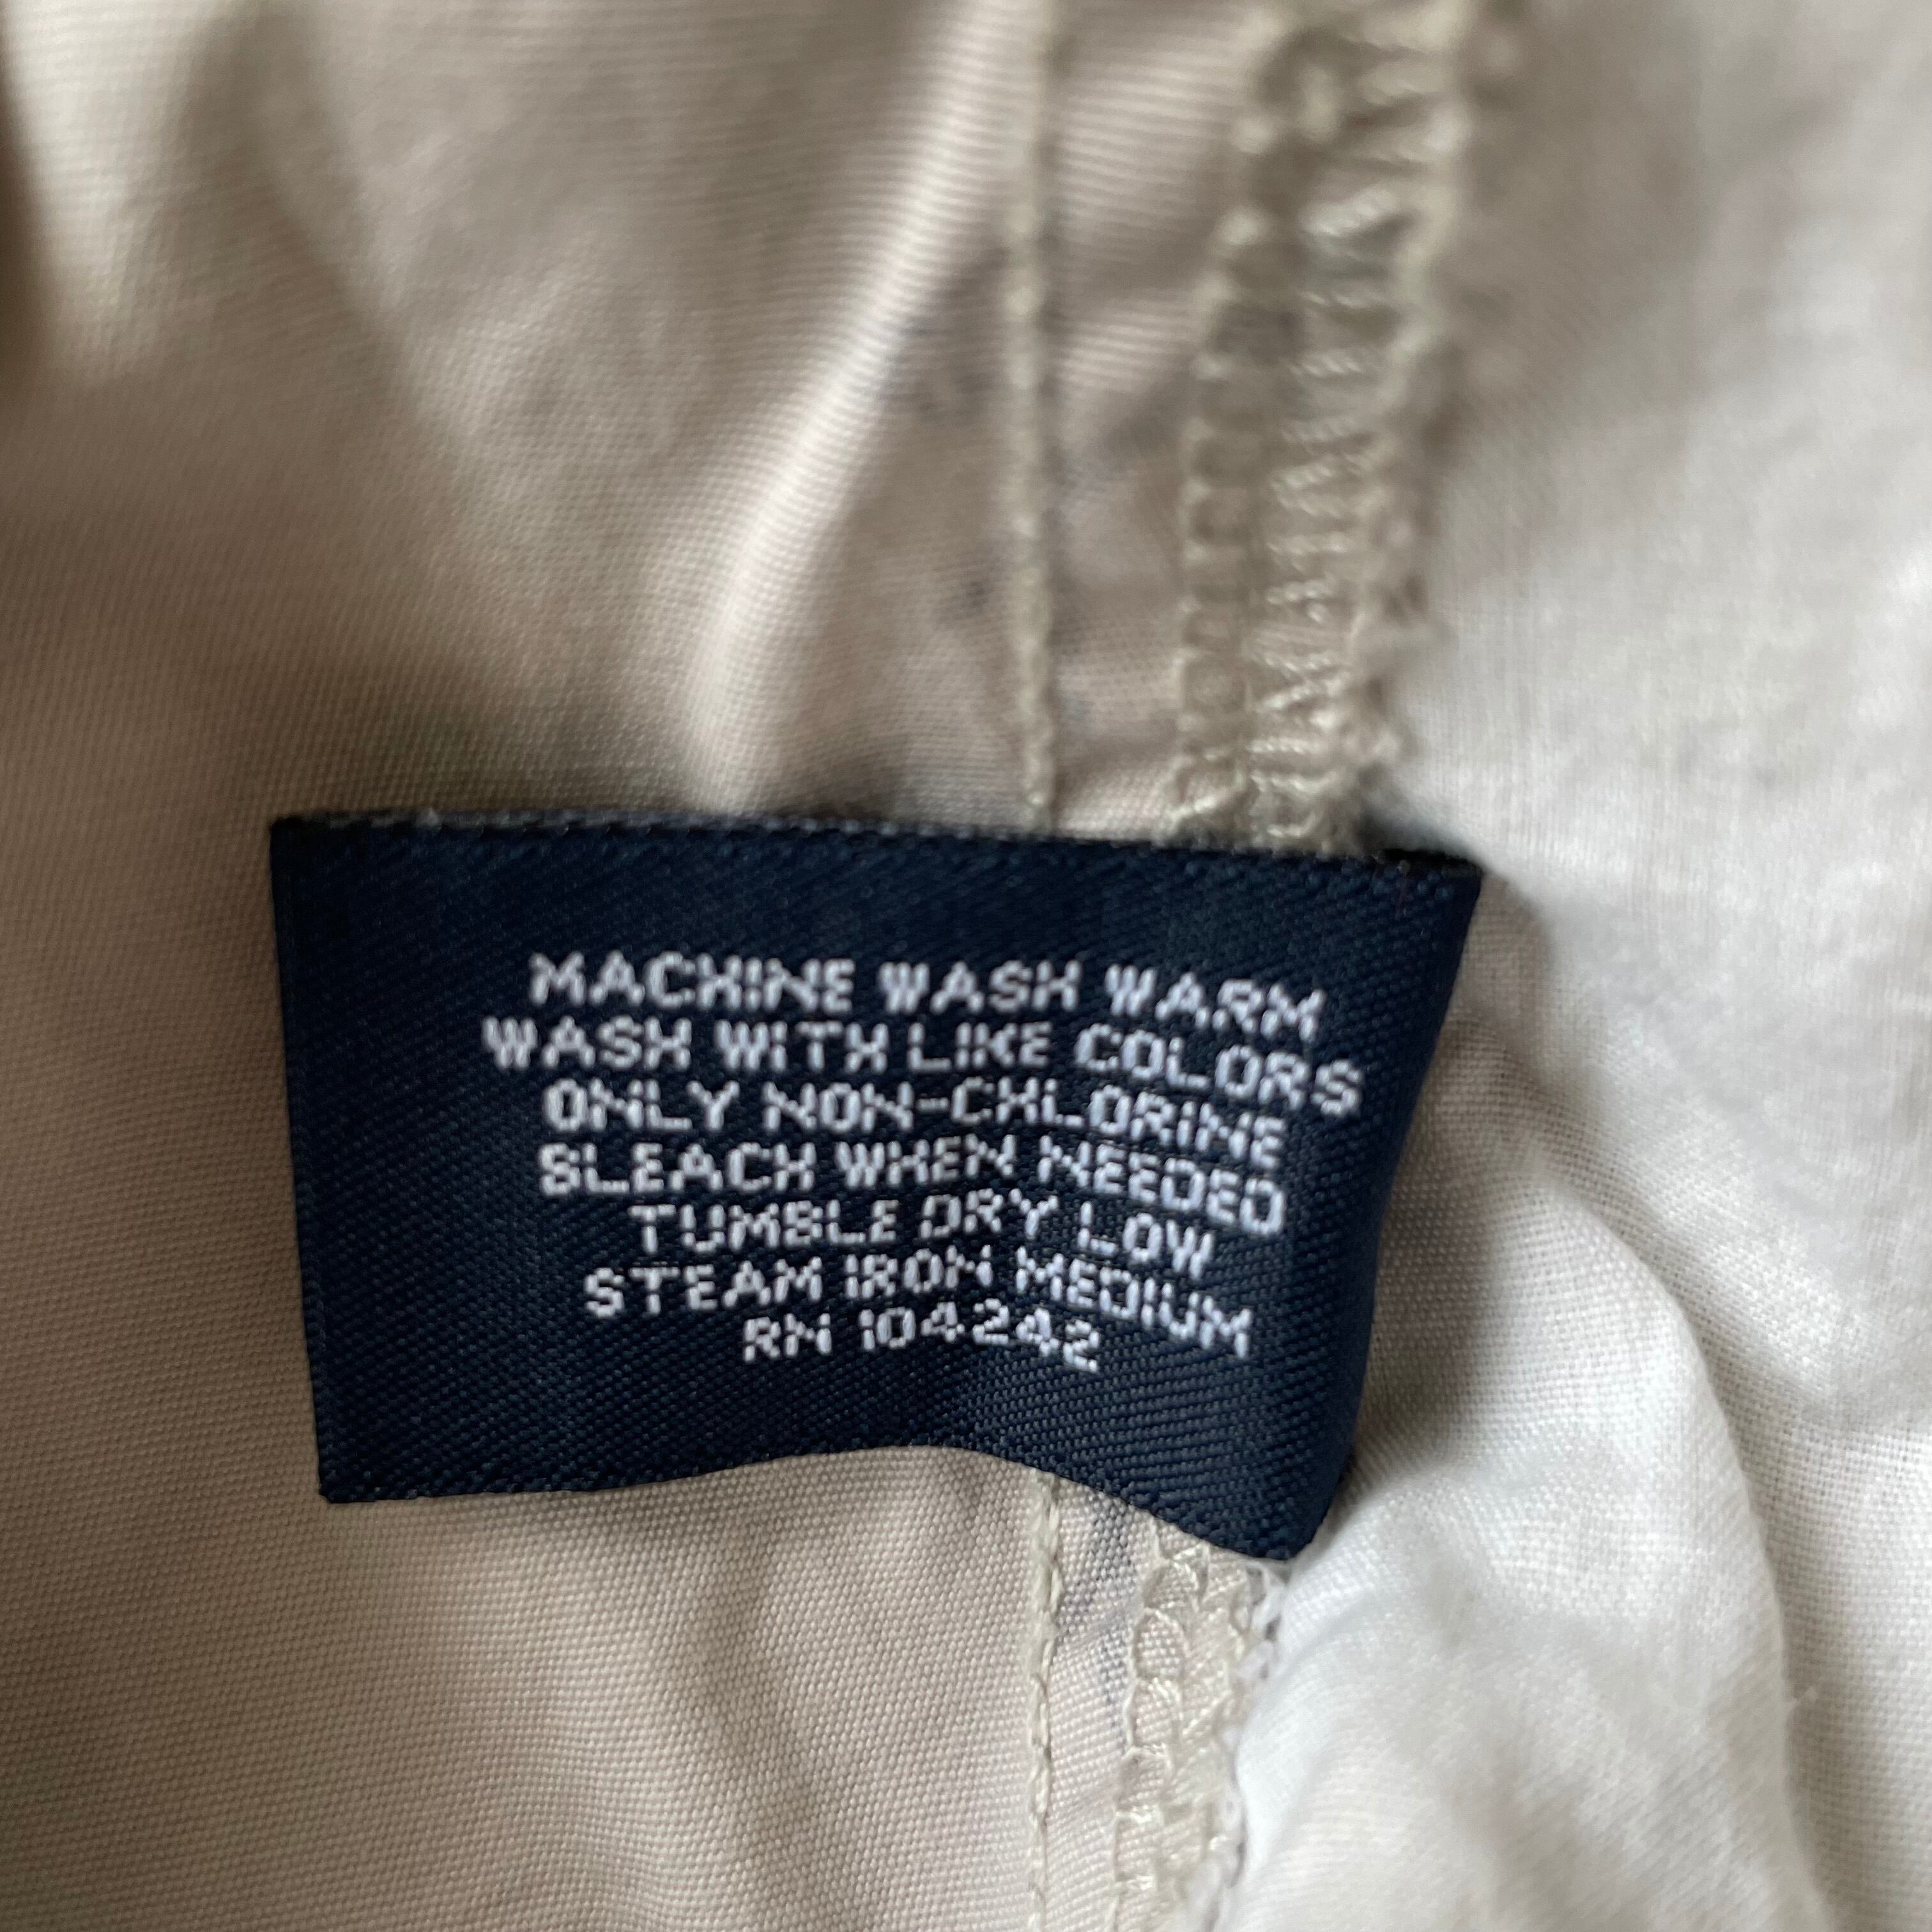 MACHINE WASH WARM
WASH WITH LIKE COLORS
ONLY NON-CHLORINE
BLEACH WHEN NEEDED
TUMBLE DRY LOW
STEAM IRON MEDIUM
RN 104242